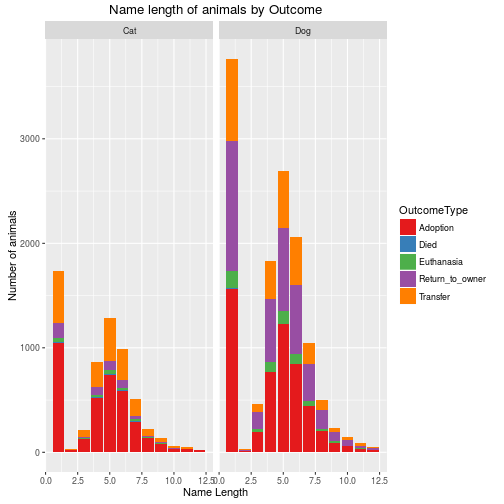 Name length of animals by Outcome
Cat
Dog
3000
2000
1000
0
Number of animals
0.0 2.5 5.0 7.5 10.0 12.5
0.0 2.5 5.0 7.5 10.0 12.5
Name Length
OutcomeType
Adoption
Died
Euthanasia
Return_to_owner
Transfer